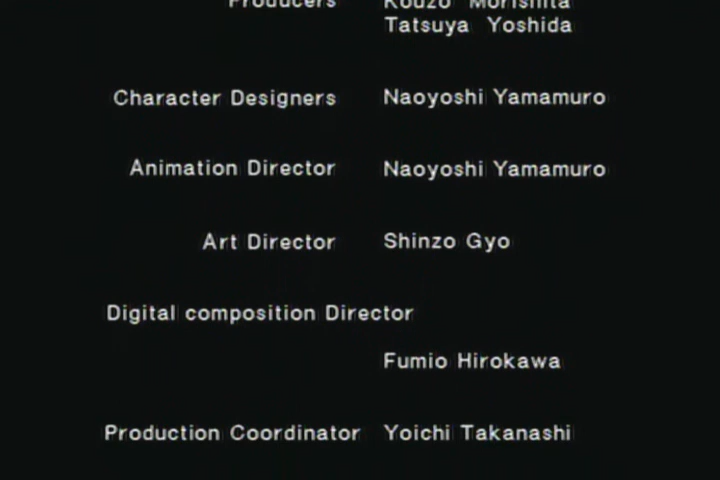 Producers Kouzo Morishita
Tatsuya Yoshida
Character Designers Naoyoshi Yamamuro
Animation Director Naoyoshi Yamamuro
Art Director Shinzo Gyo
Digital composition Director
Fumio Hirokawa
Production Coordinator Yoichi Takanashi